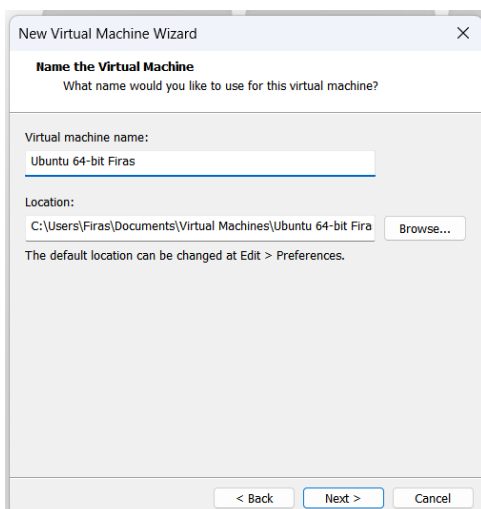 New Virtual Machine Wizard
Name the Virtual Machine
What name would you like to use for this virtual machine?
Virtual machine name:
Ubuntu 64-bit Firas
Location:
C:\Users\Firas\Documents\Virtual Machines\Ubuntu 64-bit Fira
Browse...
The default location can be changed at Edit > Preferences.
< Back Next > Cancel